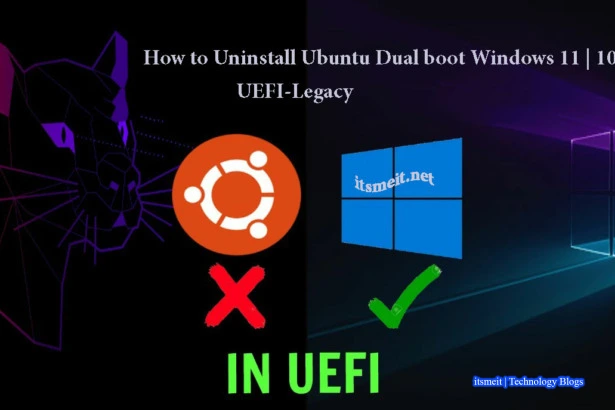 How to Uninstall Ubuntu Dual boot Windows 11 | 10
UEFI-Legacy
itsmeit.net
IN UEFI
itsmeit | Technology Blogs